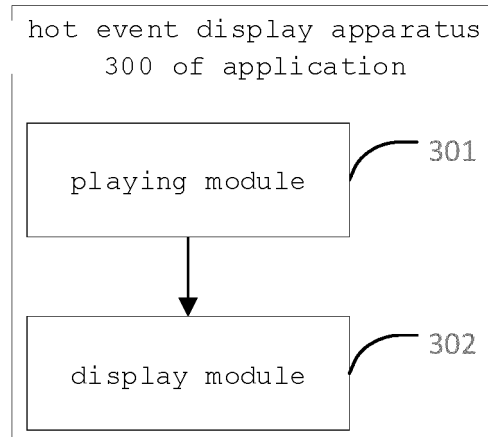 hot event display apparatus
300 of application
playing module
301
display module
302